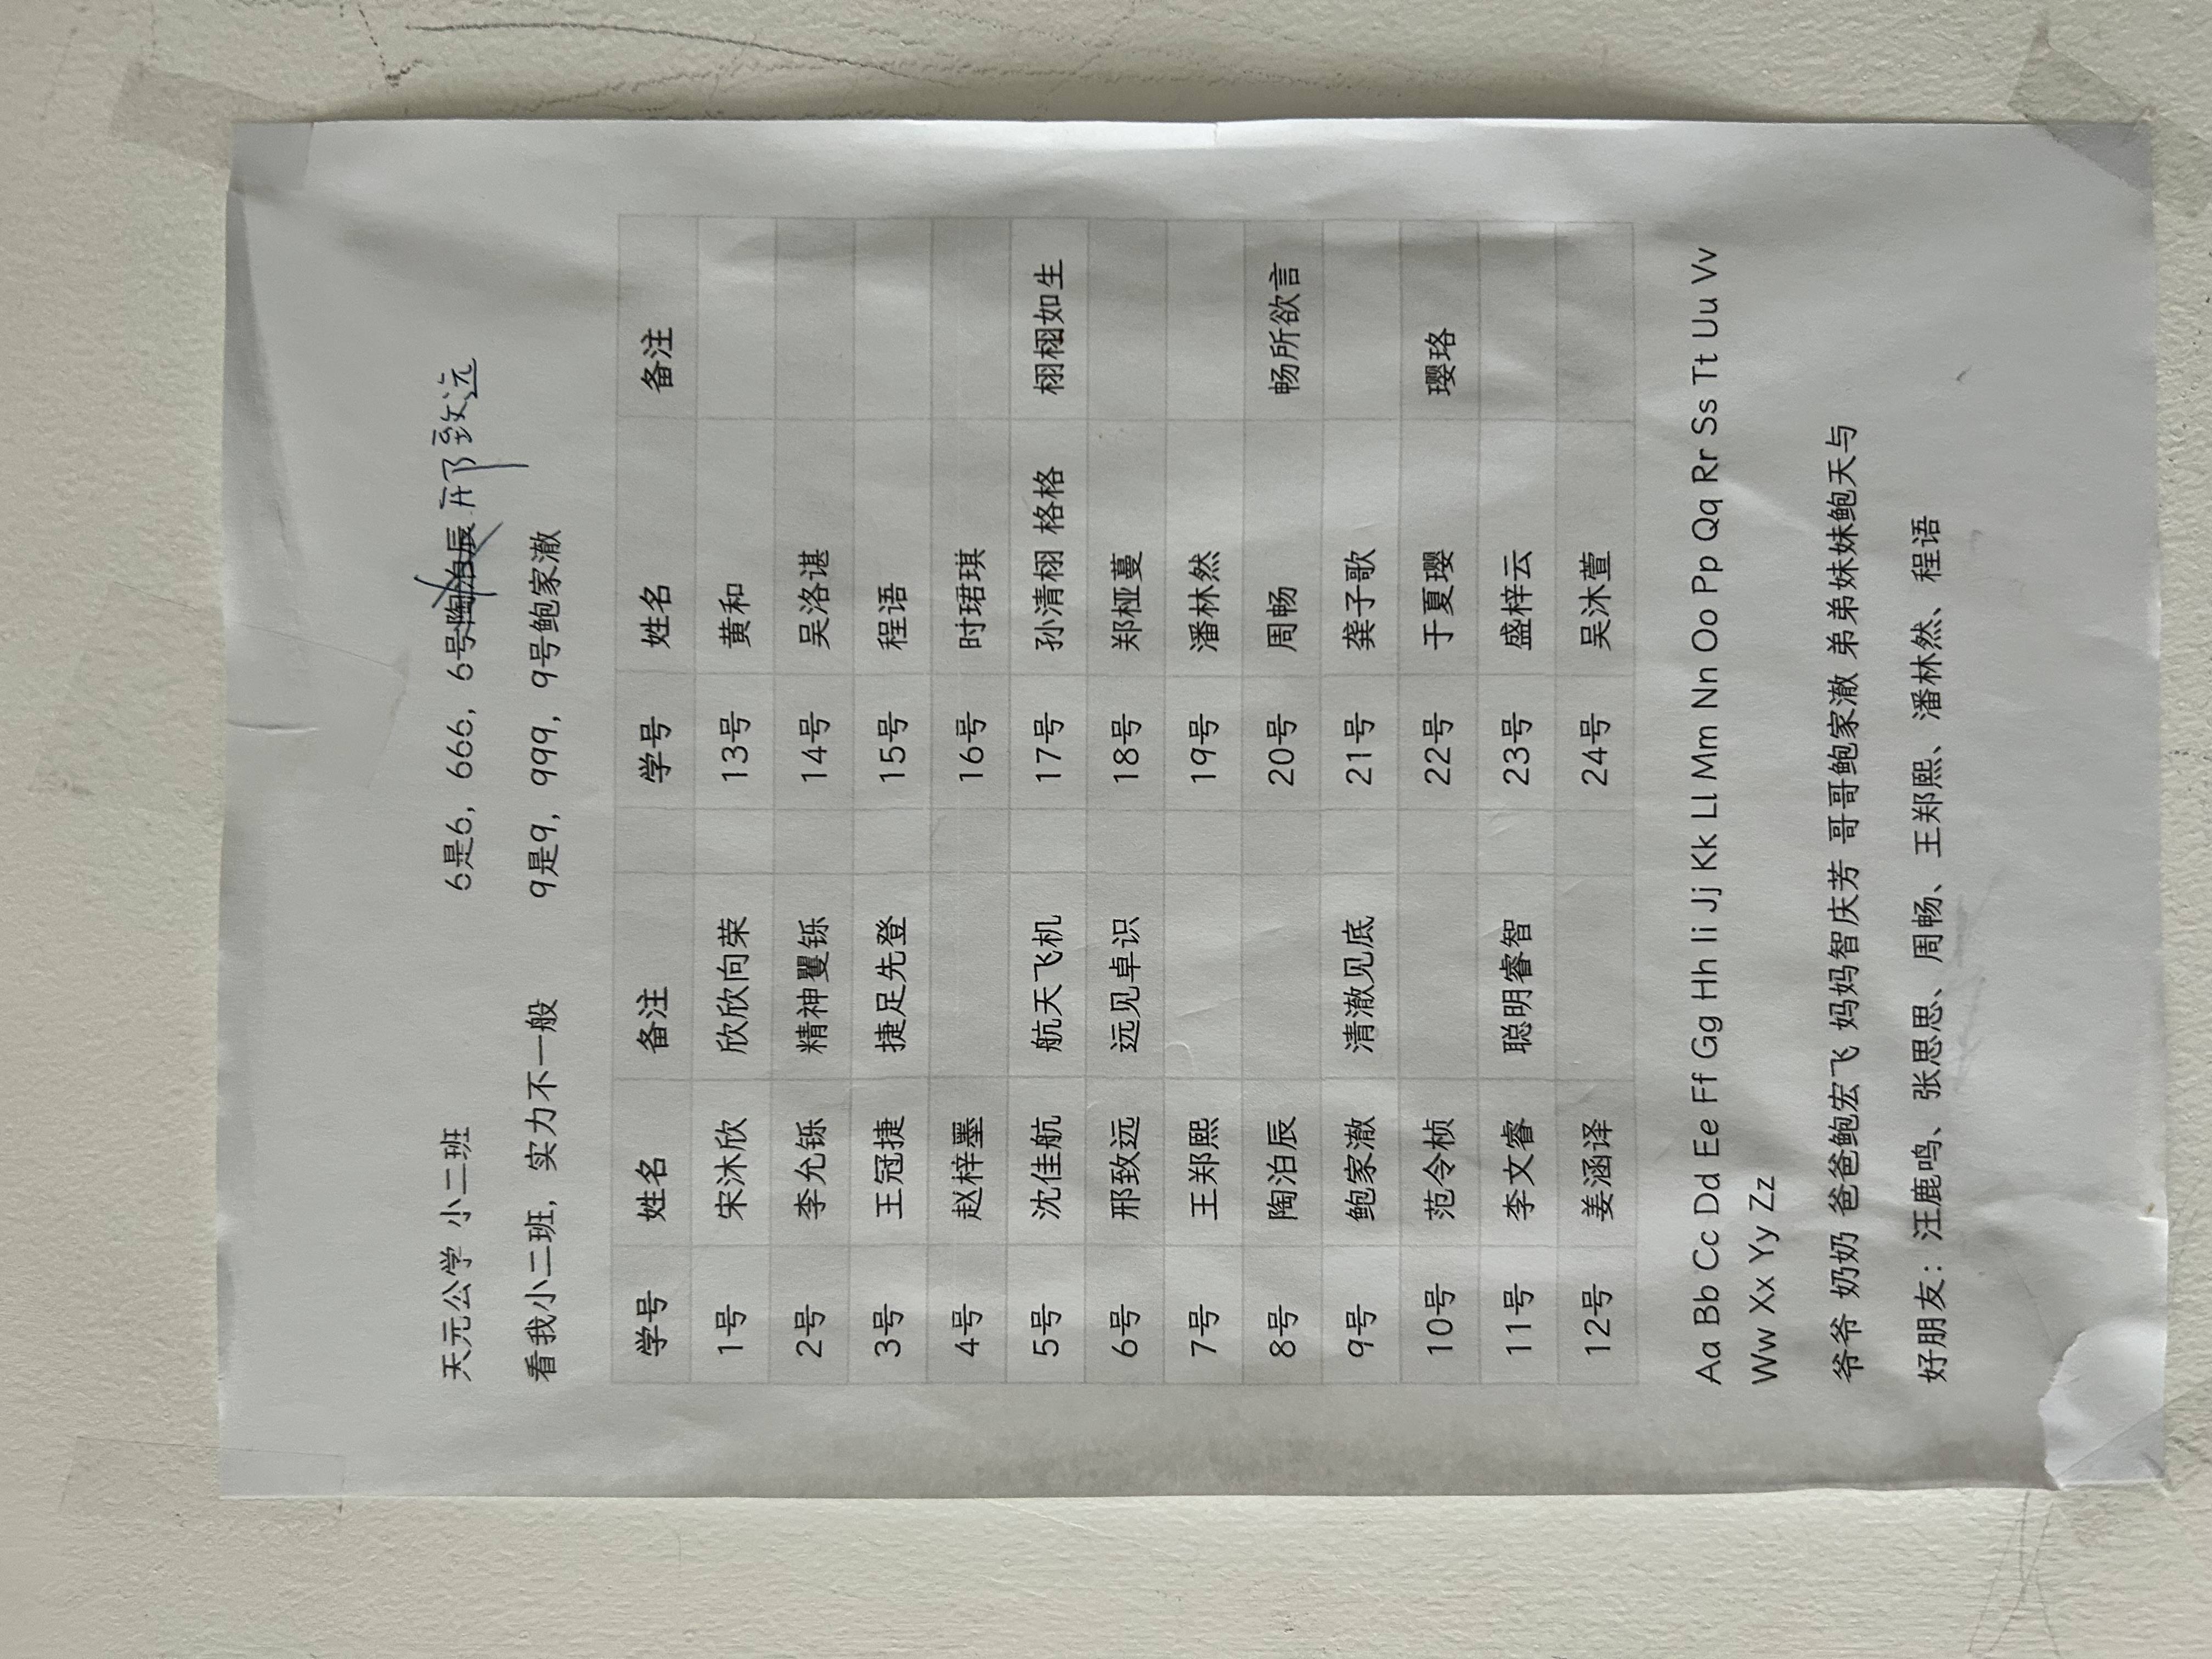 天元公学 小二班 6是6，666，6号陶泊辰 邢致远
看我小二班，实力不一般 9是9，999，9号鲍家澈
学号 姓名 备注 学号 姓名 备注
1号 宋沐欣 欣欣向荣 13号 黄和
2号 李允铄 精神矍铄 14号 吴洛谌
3号 王冠捷 捷足先登 15号 程语
4号 赵梓墨 16号 时珺琪
5号 沈佳航 航天飞机 17号 孙清栩 格格 栩栩如生
6号 邢致远 远见卓识 18号 郑桠蔓
7号 王郑熙 19号 潘林然
8号 陶泊辰 20号 周畅 畅所欲言
9号 鲍家澈 清澈见底 21号 龚子歌
10号 范令桢 22号 于夏璎 璎珞
11号 李文睿 聪明睿智 23号 盛梓云
12号 姜涵译 24号 吴沐萱
Aa Bb Cc Dd Ee Ff Gg Hh Ii Jj Kk Ll Mm Nn Oo Pp Qq Rr Ss Tt Uu Vv
Ww Xx Yy Zz
爷爷 奶奶 爸爸鲍宏飞 妈妈智庆芳 哥哥鲍家澈 弟弟妹妹鲍天与
好朋友：汪鹿鸣、张思思、周畅、王郑熙、潘林然、程语